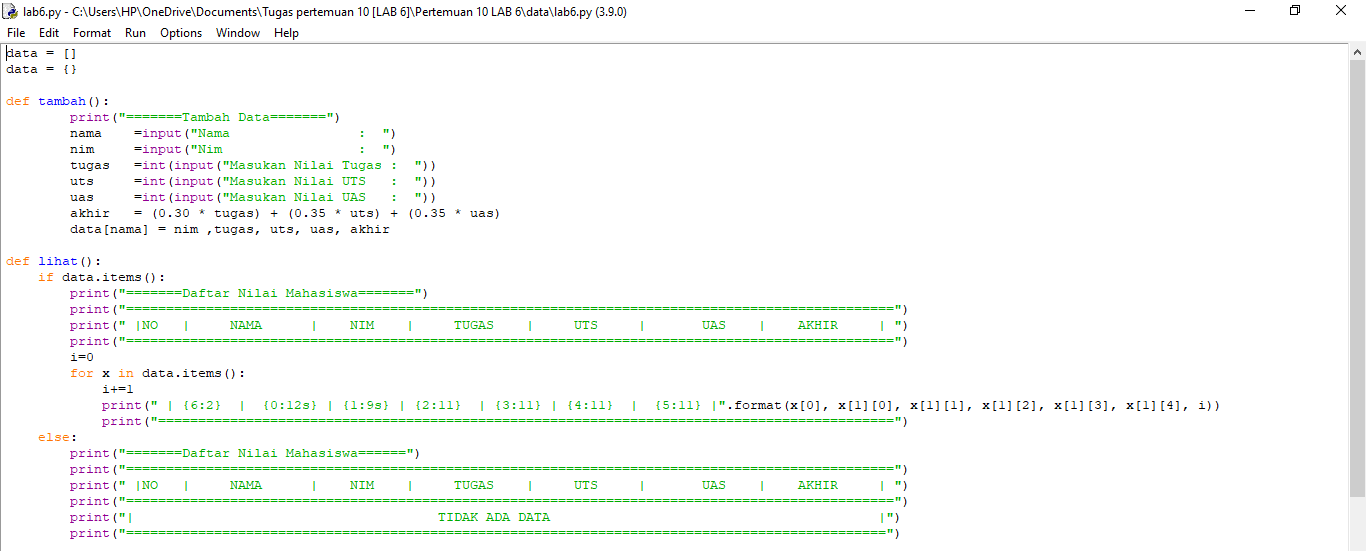 lab6.py - C:\Users\HP\OneDrive\Documents\Tugas pertemuan 10 [LAB 6]\Pertemuan 10 LAB 6\data\lab6.py (3.9.0)
File Edit Format Run Options Window Help
data = []
data = {}

def tambah():
        print("=======Tambah Data=======")
        nama    =input("Nama                :  ")
        nim     =input("Nim                 :  ")
        tugas   =int(input("Masukan Nilai Tugas :  "))
        uts     =int(input("Masukan Nilai UTS   :  "))
        uas     =int(input("Masukan Nilai UAS   :  "))
        akhir   = (0.30 * tugas) + (0.35 * uts) + (0.35 * uas)
        data[nama] = nim ,tugas, uts, uas, akhir

def lihat():
    if data.items():
        print("=======Daftar Nilai Mahasiswa=======")
        print("================================================================================================")
        print(" |NO   |     NAMA      |    NIM    |     TUGAS    |     UTS     |       UAS    |    AKHIR     | ")
        print("================================================================================================")
        i=0
        for x in data.items():
            i+=1
            print(" | {6:2}  |  {0:12s} | {1:9s} | {2:11}  | {3:11} | {4:11}  |  {5:11} |".format(x[0], x[1][0], x[1][1], x[1][2], x[1][3], x[1][4], i))
            print("============================================================================================")
    else:
        print("=======Daftar Nilai Mahasiswa======")
        print("================================================================================================")
        print(" |NO   |     NAMA      |    NIM    |     TUGAS    |     UTS     |       UAS    |    AKHIR     | ")
        print("================================================================================================")
        print("|                                      TIDAK ADA DATA                                         |")
        print("===============================================================================================")